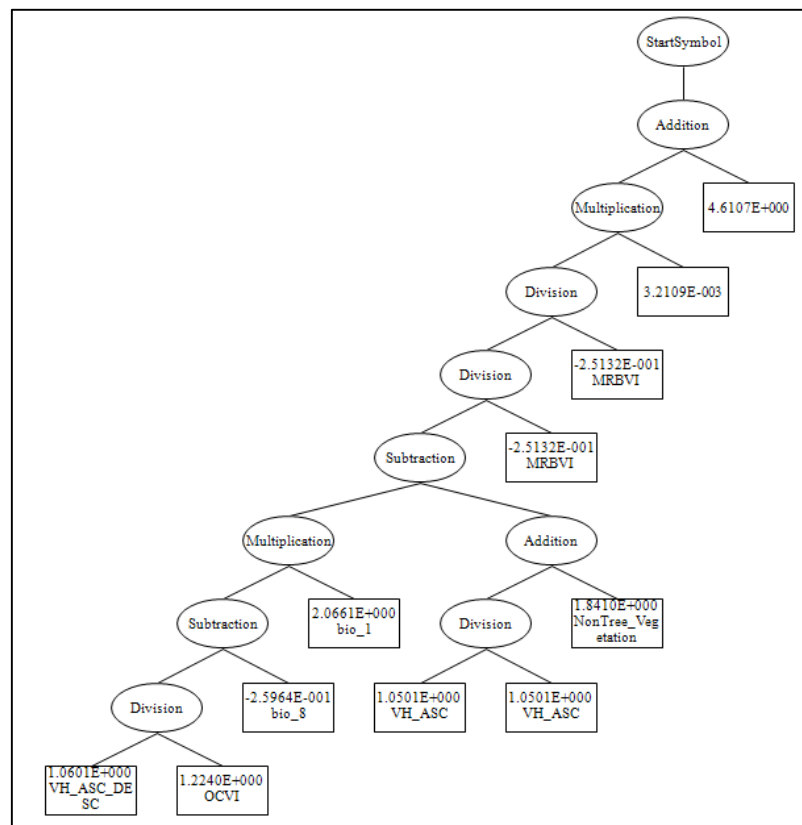 StartSymbol
Addition
Multiplication
4.6107E+000
Division
3.2109E-003
Division
-2.5132E-001
MRBVI
Subtraction
-2.5132E-001
MRBVI
Multiplication
Addition
Subtraction
2.0661E+000
bio_1
Division
1.8410E+000
NonTree_Veg
etation
Division
-2.5964E-001
bio_8
1.0501E+000
VH_ASC
1.0501E+000
VH_ASC
1.0601E+000
VH_ASC_DE
SC
1.2240E+000
OCVI